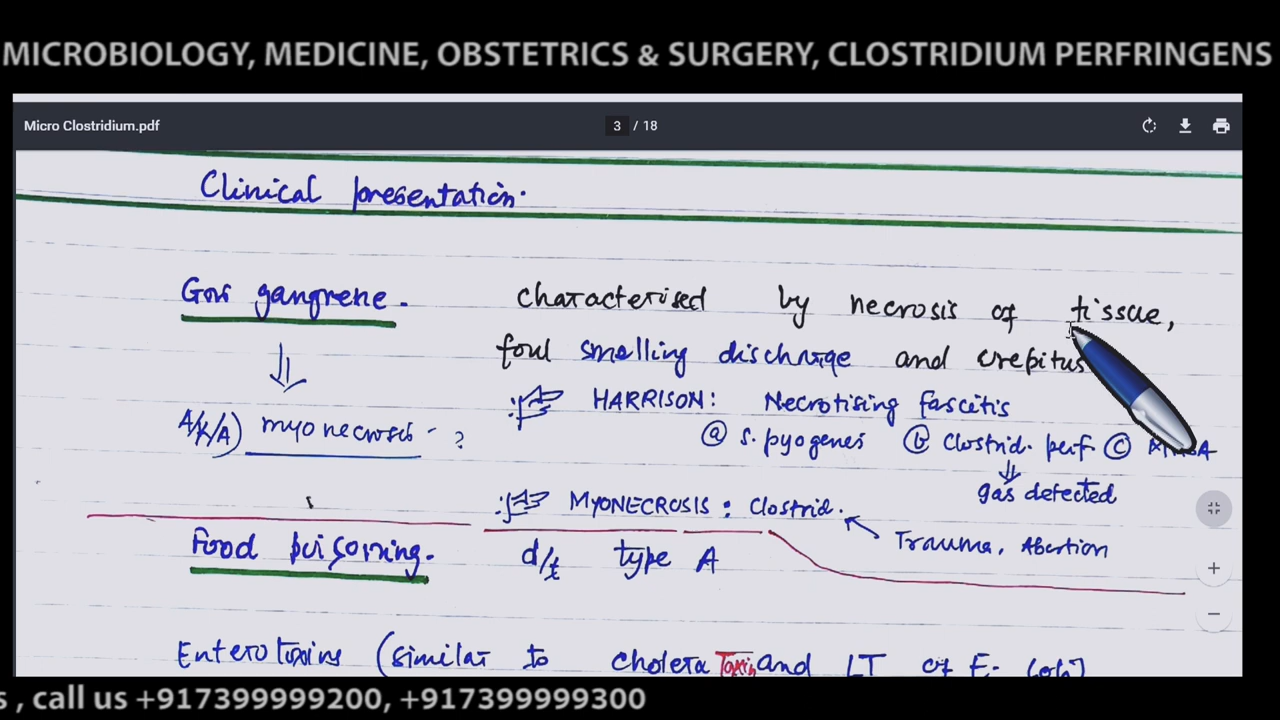 MICROBIOLOGY, MEDICINE, OBSTETRICS & SURGERY, CLOSTRIDIUM PERFRINGENS
Micro Clostridium.pdf
3 / 18
Clinical presentation.
Gas gangrene.
characterised by necrosis of tissue,
foul smelling discharge and crepitus
A/K/A) myonecrosis - ?
HARRISON: Necrotising fascitis
(a) S. pyogenes (b) Clostrid. perf. (c)
gas detected
MYONECROSIS : Clostrid.
Trauma, Abortion
Food poisoning.
d/t type A
Enterotoxins (similar to cholera Toxin and LT of E. coli)
s , call us +917399999200, +917399999300